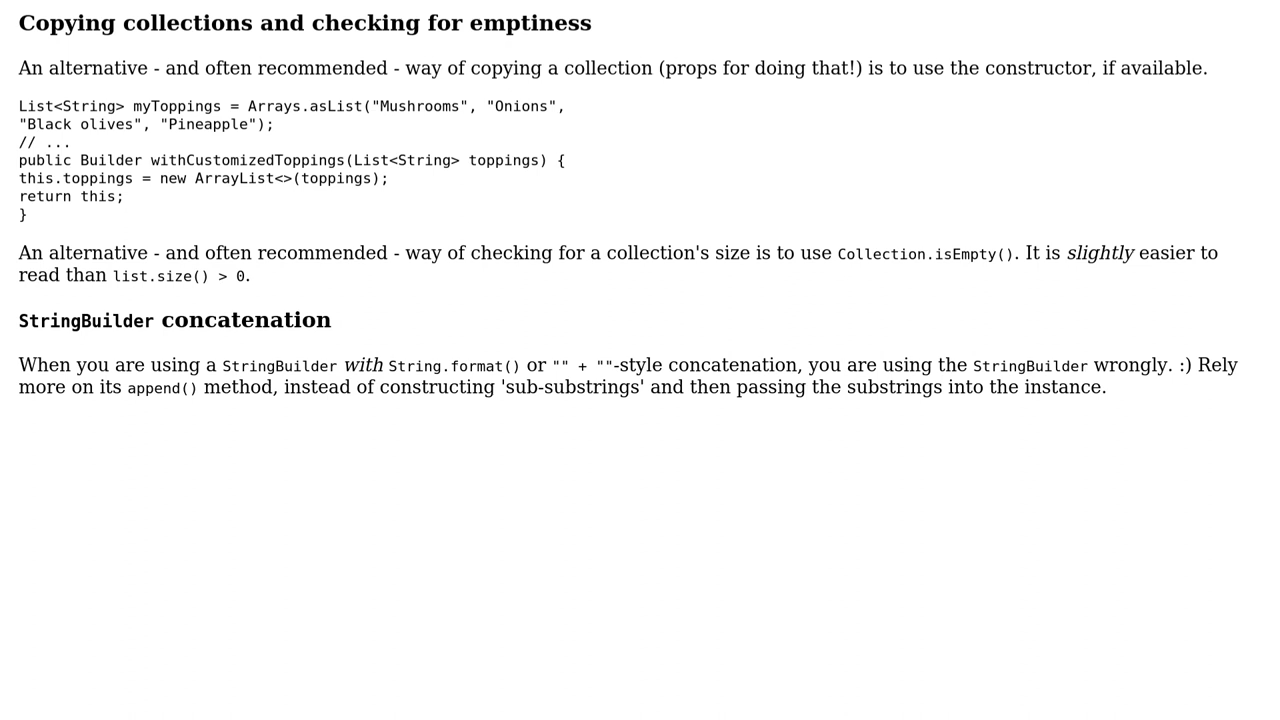 Copying collections and checking for emptiness
An alternative - and often recommended - way of copying a collection (props for doing that!) is to use the constructor, if available.
List<String> myToppings = Arrays.asList("Mushrooms", "Onions",
"Black olives", "Pineapple");
// ...
public Builder withCustomizedToppings(List<String> toppings) {
this.toppings = new ArrayList<>(toppings);
return this;
}
An alternative - and often recommended - way of checking for a collection's size is to use Collection.isEmpty(). It is slightly easier to
read than list.size() > 0.
StringBuilder concatenation
When you are using a StringBuilder with String.format() or "" + ""-style concatenation, you are using the StringBuilder wrongly. :) Rely
more on its append() method, instead of constructing 'sub-substrings' and then passing the substrings into the instance.